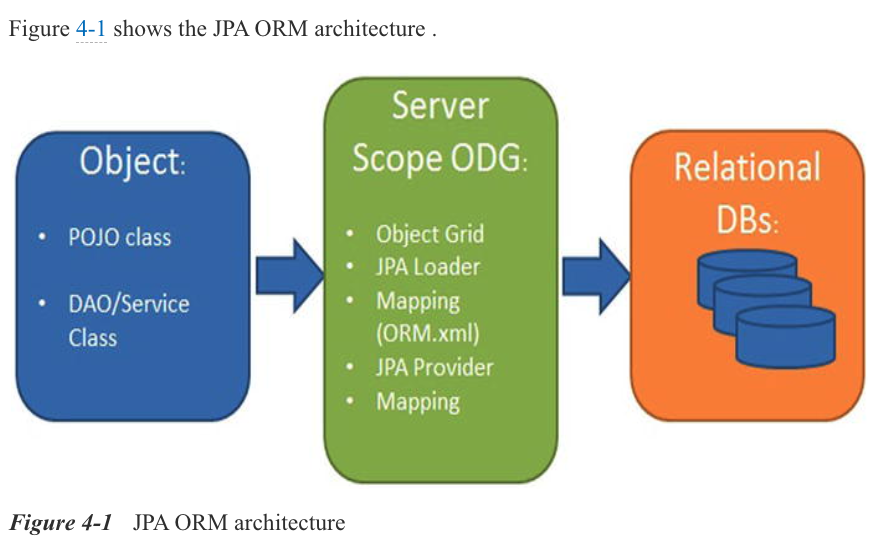 Figure 4-1 shows the JPA ORM architecture .
Object:
• POJO class
• DAO/Service
Class
Server
Scope ODG:
• Object Grid
• JPA Loader
• Mapping
(ORM.xml)
• JPA Provider
• Mapping
Relational
DBs:
Figure 4-1 JPA ORM architecture